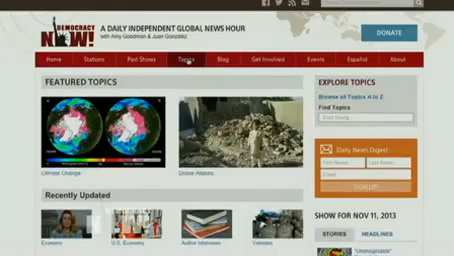 DEMOCRACY
NOW!
A DAILY INDEPENDENT GLOBAL NEWS HOUR
with Amy Goodman & Juan González
DONATE
Home Stations Past Shows Topics Blog Get Involved Events Español About
FEATURED TOPICS
Climate Change
Drone Attacks
Recently Updated
Economy
U.S. Economy
Author Interviews
Veterans
EXPLORE TOPICS
Browse all Topics A to Z
Find Topics
Start typing
Daily News Digest
First Name Last Name
Email
SIGN UP
SHOW FOR NOV 11, 2013
STORIES HEADLINES
"Unimaginable"